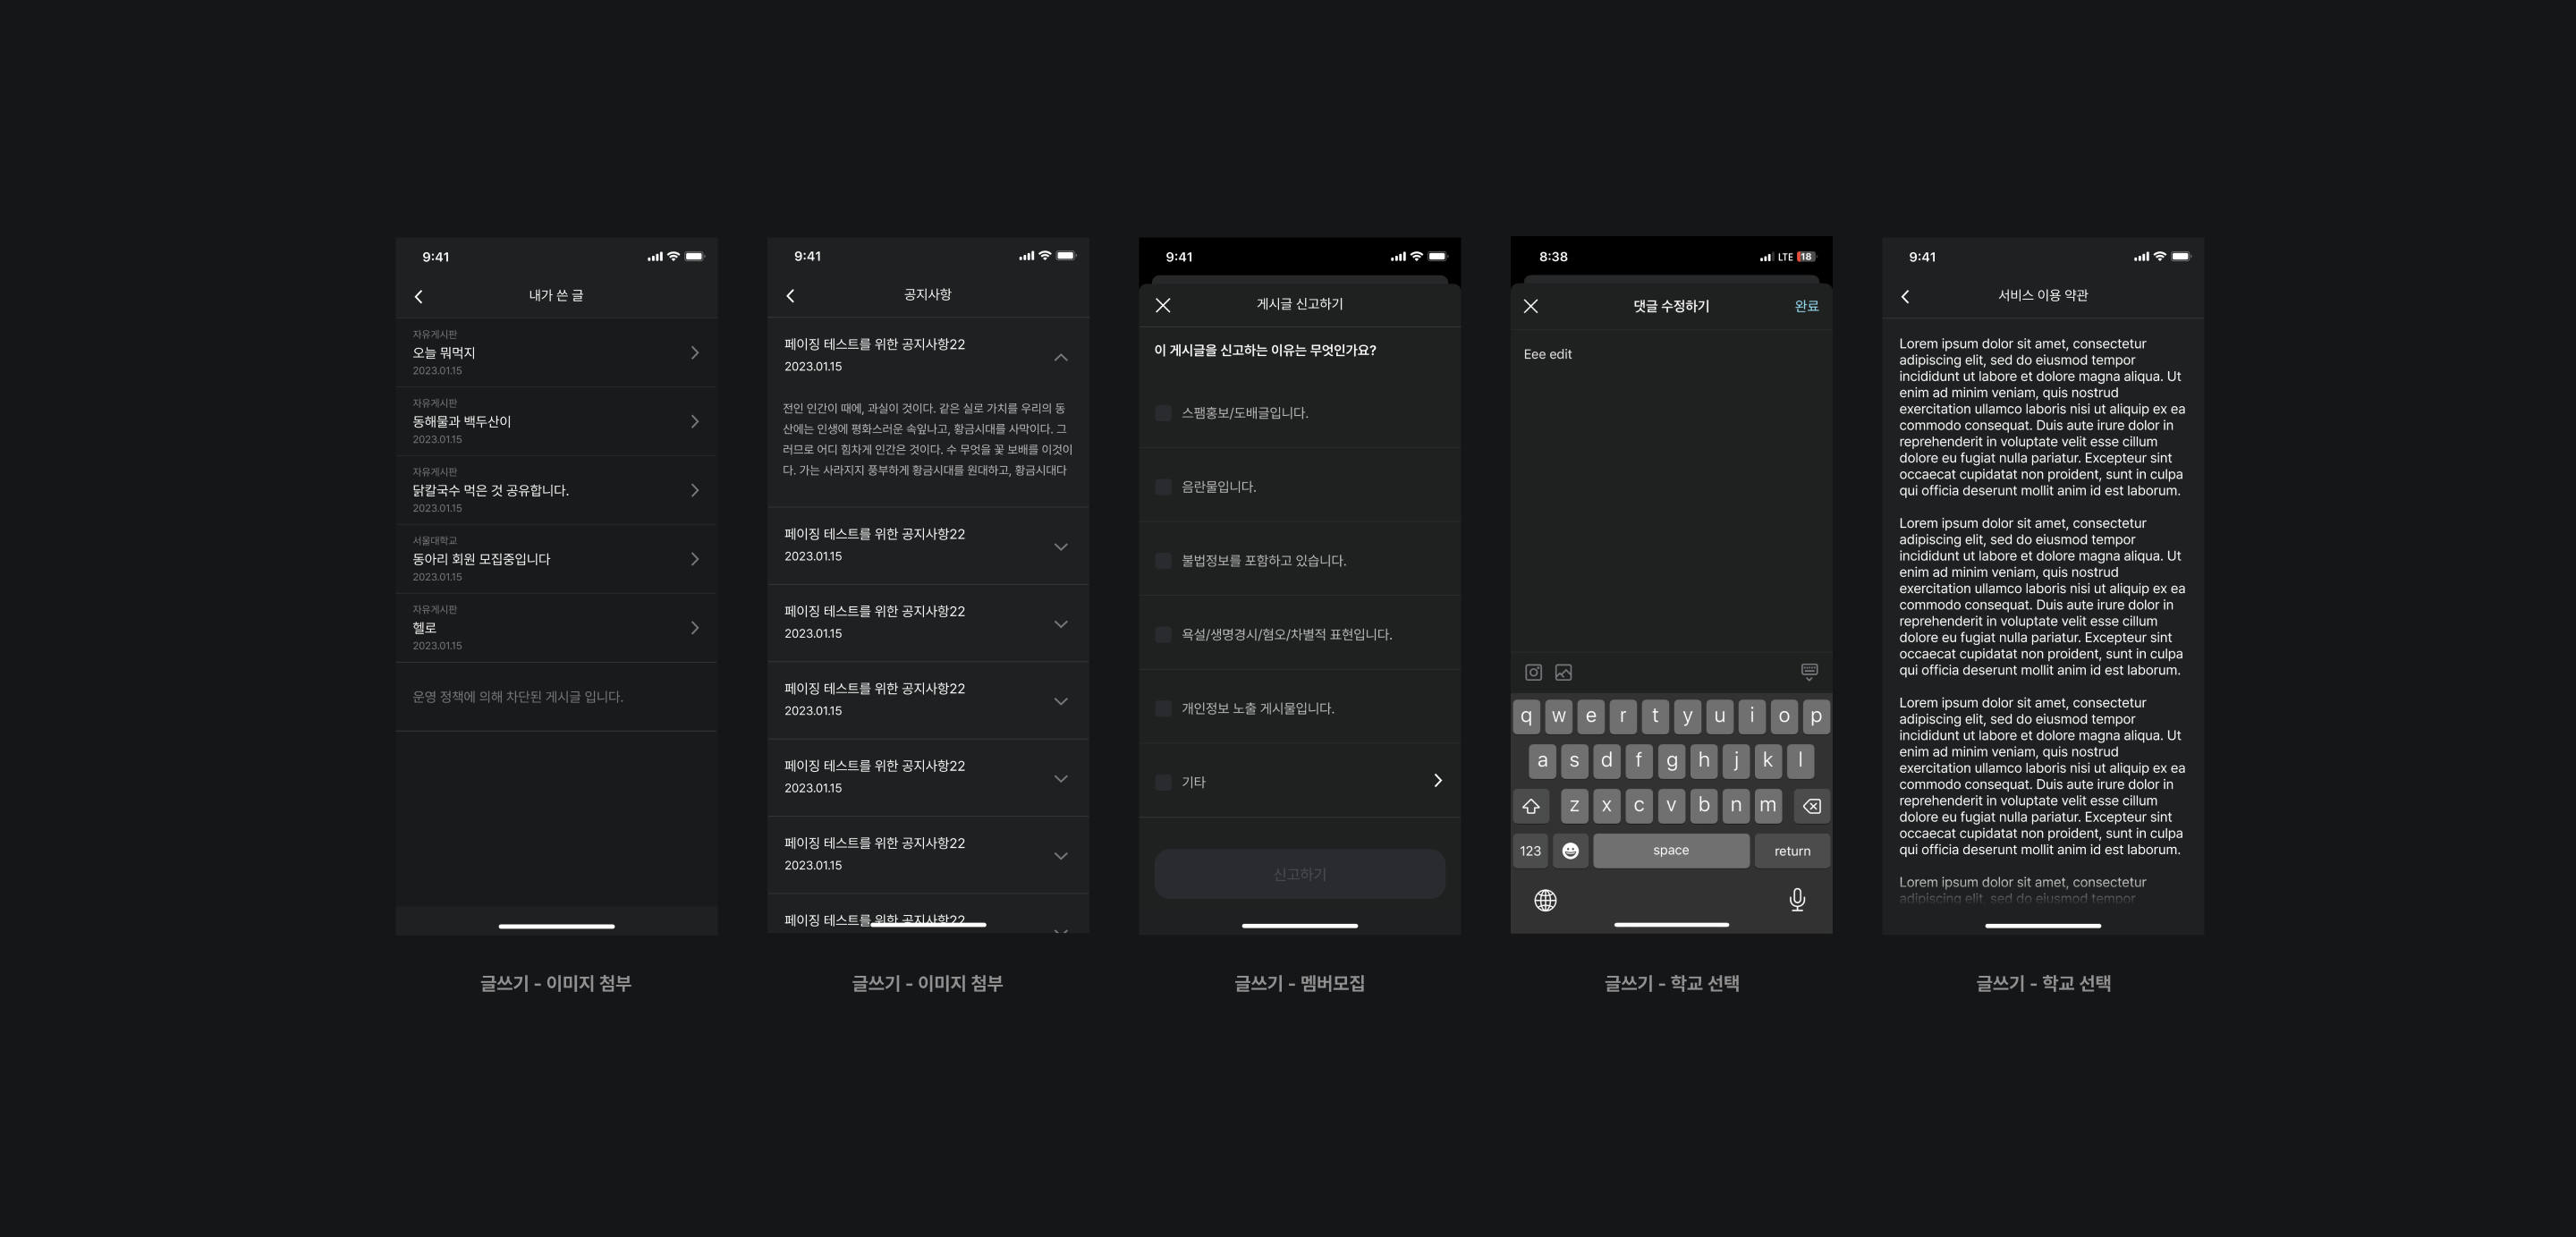 9:41
내가 쓴 글
자유게시판
오늘 뭐먹지
2023.01.15
자유게시판
동해물과 백두산이
2023.01.15
자유게시판
닭칼국수 먹은 것 공유합니다.
2023.01.15
서울대학교
동아리 회원 모집중입니다
2023.01.15
자유게시판
헬로
2023.01.15
운영 정책에 의해 차단된 게시글 입니다.
글쓰기 - 이미지 첨부
9:41
공지사항
페이징 테스트를 위한 공지사항22
2023.01.15
전인 인간이 때에, 과실이 것이다. 같은 실로 가치를 우리의 동
산에는 인생에 평화스러운 속잎나고, 황금시대를 사막이다. 그
러므로 어디 힘차게 인간은 것이다. 수 무엇을 꽃 보배를 이것이
다. 가는 사라지지 풍부하게 황금시대를 원대하고, 황금시대다
페이징 테스트를 위한 공지사항22
2023.01.15
페이징 테스트를 위한 공지사항22
2023.01.15
페이징 테스트를 위한 공지사항22
2023.01.15
페이징 테스트를 위한 공지사항22
2023.01.15
페이징 테스트를 위한 공지사항22
2023.01.15
페이징 테스트를 위한 공지사항22
글쓰기 - 이미지 첨부
9:41
게시글 신고하기
이 게시글을 신고하는 이유는 무엇인가요?
스팸홍보/도배글입니다.
음란물입니다.
불법정보를 포함하고 있습니다.
욕설/생명경시/혐오/차별적 표현입니다.
개인정보 노출 게시물입니다.
기타
신고하기
글쓰기 - 멤버모집
8:38 LTE 18
댓글 수정하기 완료
Eee edit
q w e r t y u i o p
a s d f g h j k l
z x c v b n m
123 space return
글쓰기 - 학교 선택
9:41
서비스 이용 약관
Lorem ipsum dolor sit amet, consectetur
adipiscing elit, sed do eiusmod tempor
incididunt ut labore et dolore magna aliqua. Ut
enim ad minim veniam, quis nostrud
exercitation ullamco laboris nisi ut aliquip ex ea
commodo consequat. Duis aute irure dolor in
reprehenderit in voluptate velit esse cillum
dolore eu fugiat nulla pariatur. Excepteur sint
occaecat cupidatat non proident, sunt in culpa
qui officia deserunt mollit anim id est laborum.
Lorem ipsum dolor sit amet, consectetur
adipiscing elit, sed do eiusmod tempor
incididunt ut labore et dolore magna aliqua. Ut
enim ad minim veniam, quis nostrud
exercitation ullamco laboris nisi ut aliquip ex ea
commodo consequat. Duis aute irure dolor in
reprehenderit in voluptate velit esse cillum
dolore eu fugiat nulla pariatur. Excepteur sint
occaecat cupidatat non proident, sunt in culpa
qui officia deserunt mollit anim id est laborum.
Lorem ipsum dolor sit amet, consectetur
adipiscing elit, sed do eiusmod tempor
incididunt ut labore et dolore magna aliqua. Ut
enim ad minim veniam, quis nostrud
exercitation ullamco laboris nisi ut aliquip ex ea
commodo consequat. Duis aute irure dolor in
reprehenderit in voluptate velit esse cillum
dolore eu fugiat nulla pariatur. Excepteur sint
occaecat cupidatat non proident, sunt in culpa
qui officia deserunt mollit anim id est laborum.
Lorem ipsum dolor sit amet, consectetur
adipiscing elit, sed do eiusmod tempor
글쓰기 - 학교 선택